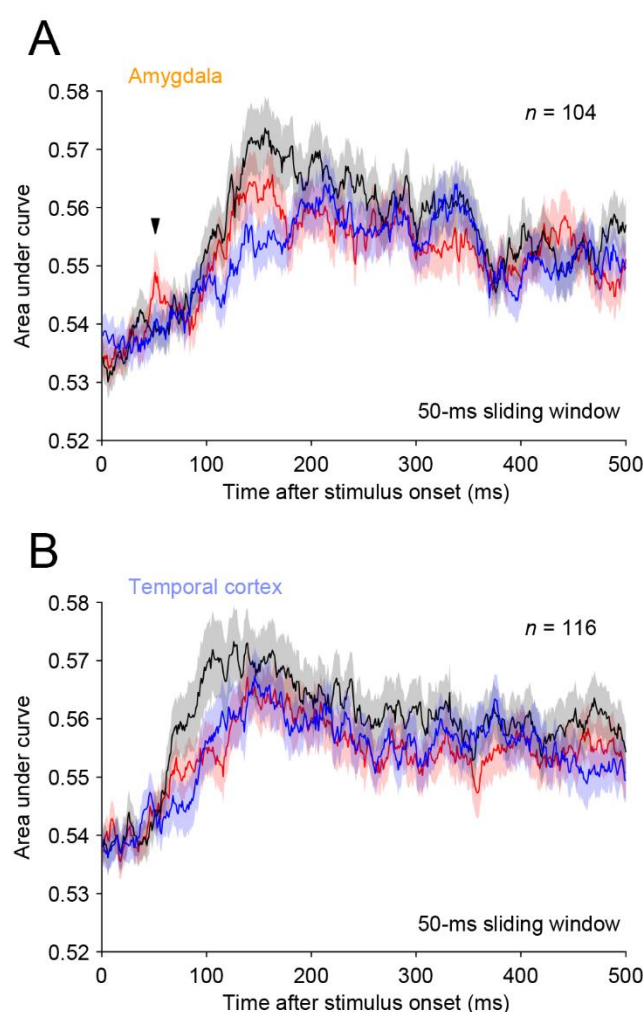 A
Amygdala
n = 104
0.58
0.57
0.56
0.55
0.54
0.53
0.52
Area under curve
50-ms sliding window
0
100
200
300
400
500
Time after stimulus onset (ms)
B
Temporal cortex
n = 116
0.58
0.57
0.56
0.55
0.54
0.53
0.52
Area under curve
50-ms sliding window
0
100
200
300
400
500
Time after stimulus onset (ms)